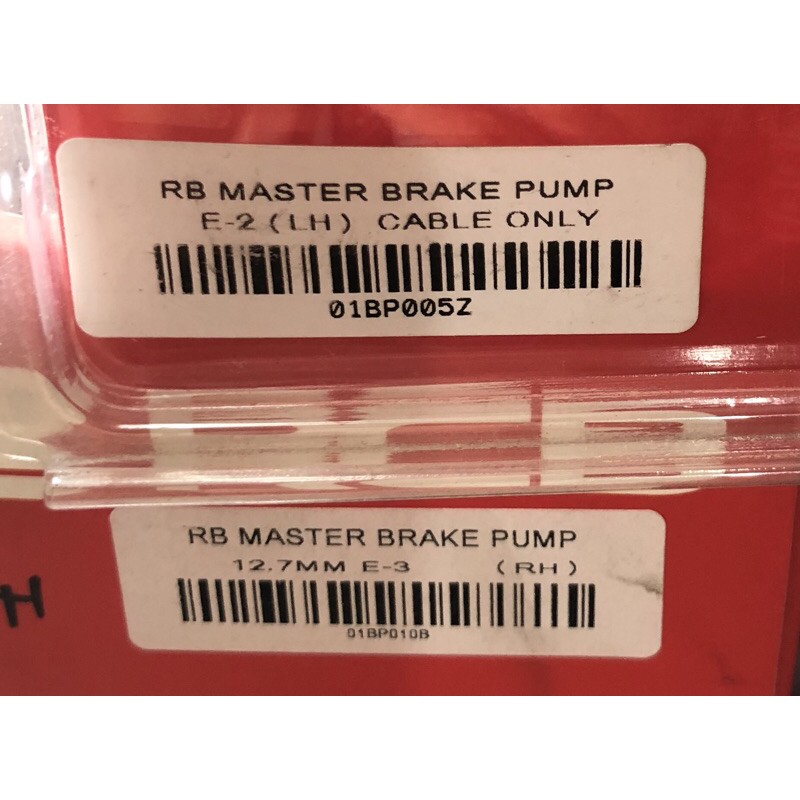 RB MASTER BRAKE PUMP
E-2 (LH) CABLE ONLY
01BP005Z
RB MASTER BRAKE PUMP
12.7MM E-3 (RH)
01BP010B
H